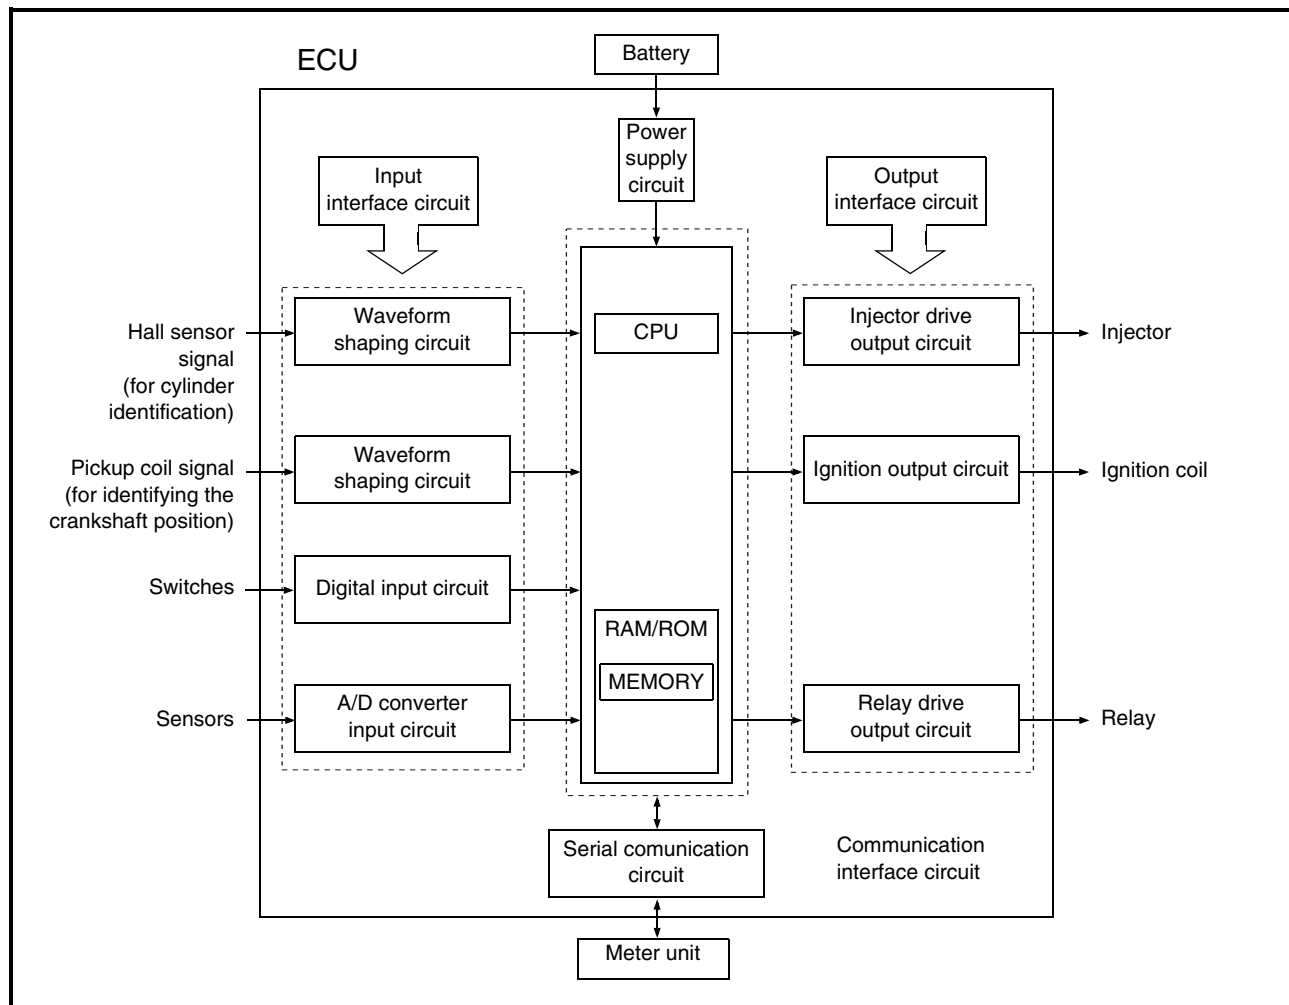 ECU
Battery
Power
supply
circuit
Input
interface circuit
Output
interface circuit
Hall sensor
signal
(for cylinder
identification)
Waveform
shaping circuit
CPU
Injector drive
output circuit
Injector
Pickup coil signal
(for identifying the
crankshaft position)
Waveform
shaping circuit
Ignition output circuit
Ignition coil
Switches
Digital input circuit
RAM/ROM
MEMORY
Sensors
A/D converter
input circuit
Relay drive
output circuit
Relay
Serial comunication
circuit
Communication
interface circuit
Meter unit